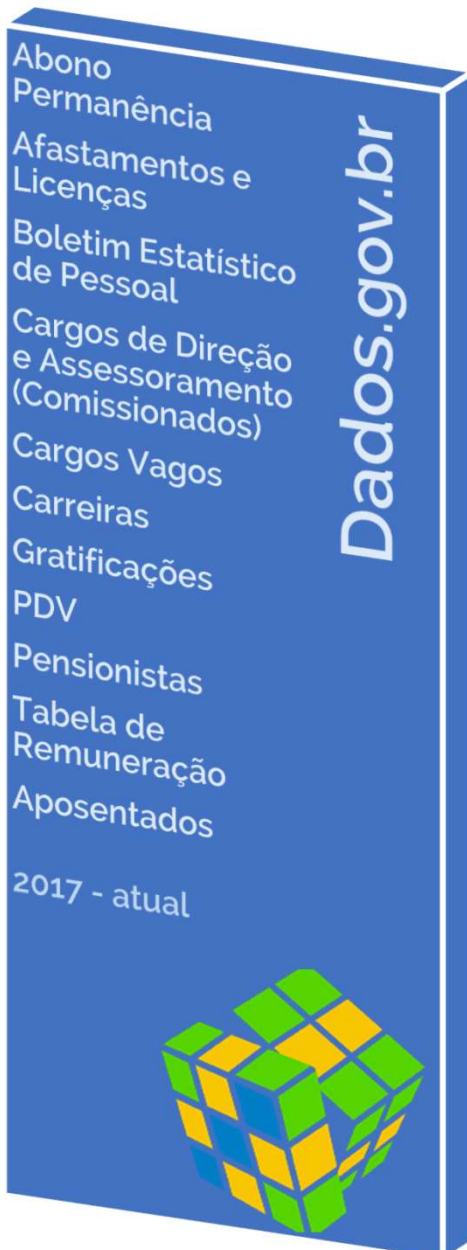 Abono
Permanência
Afastamentos e
Licenças
Boletim Estatístico
de Pessoal
Cargos de Direção
e Assessoramento
(Comissionados)
Cargos Vagos
Carreiras
Gratificações
PDV
Pensionistas
Tabela de
Remuneração
Aposentados
2017 - atual
Dados.gov.br